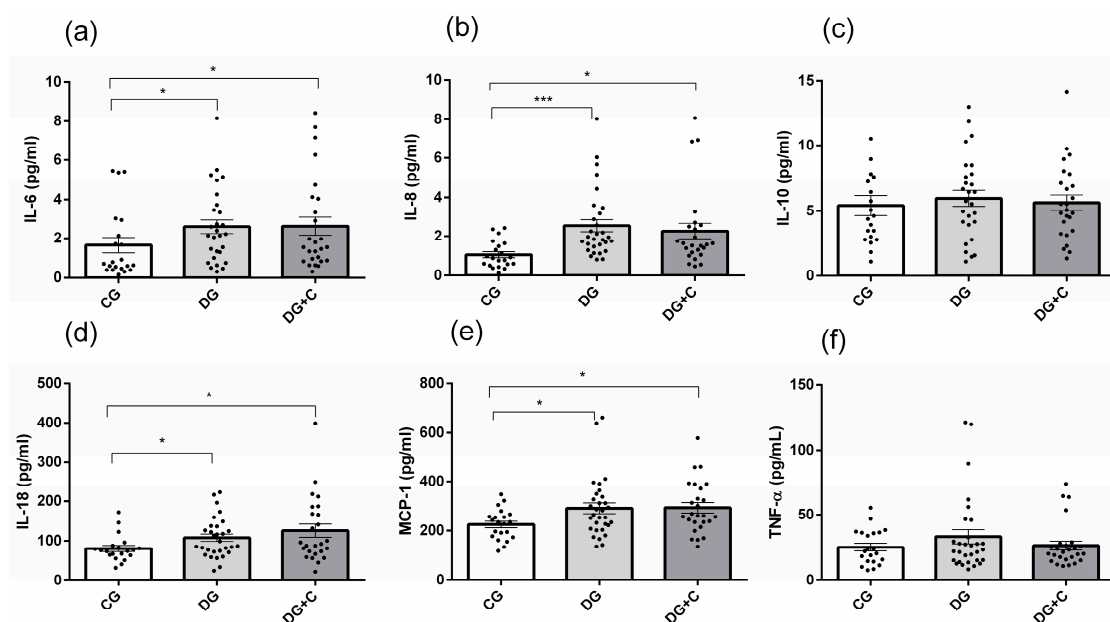 (a)
IL-6 (pg/ml)
10
8
6
4
2
0
*
*
CG
DG
DG+C
(b)
IL-8 (pg/ml)
10
8
6
4
2
0
*
***
CG
DG
DG+C
(c)
IL-10 (pg/ml)
15
10
5
0
CG
DG
DG+C
(d)
IL-18 (pg/ml)
500
400
300
200
100
0
*
*
CG
DG
DG+C
(e)
MCP-1 (pg/ml)
800
600
400
200
0
*
*
CG
DG
DG+C
(f)
TNF-α (pg/mL)
150
100
50
0
CG
DG
DG+C